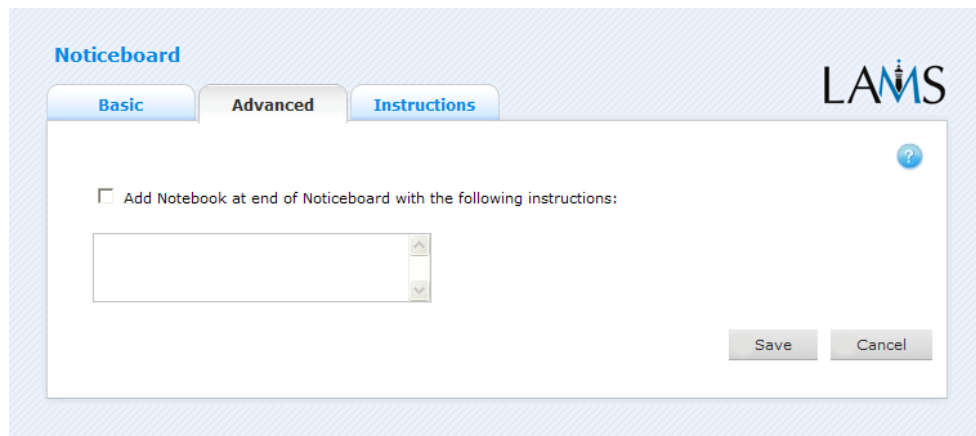 Noticeboard
LAMS
Basic Advanced Instructions
?
Add Notebook at end of Noticeboard with the following instructions:
Save Cancel